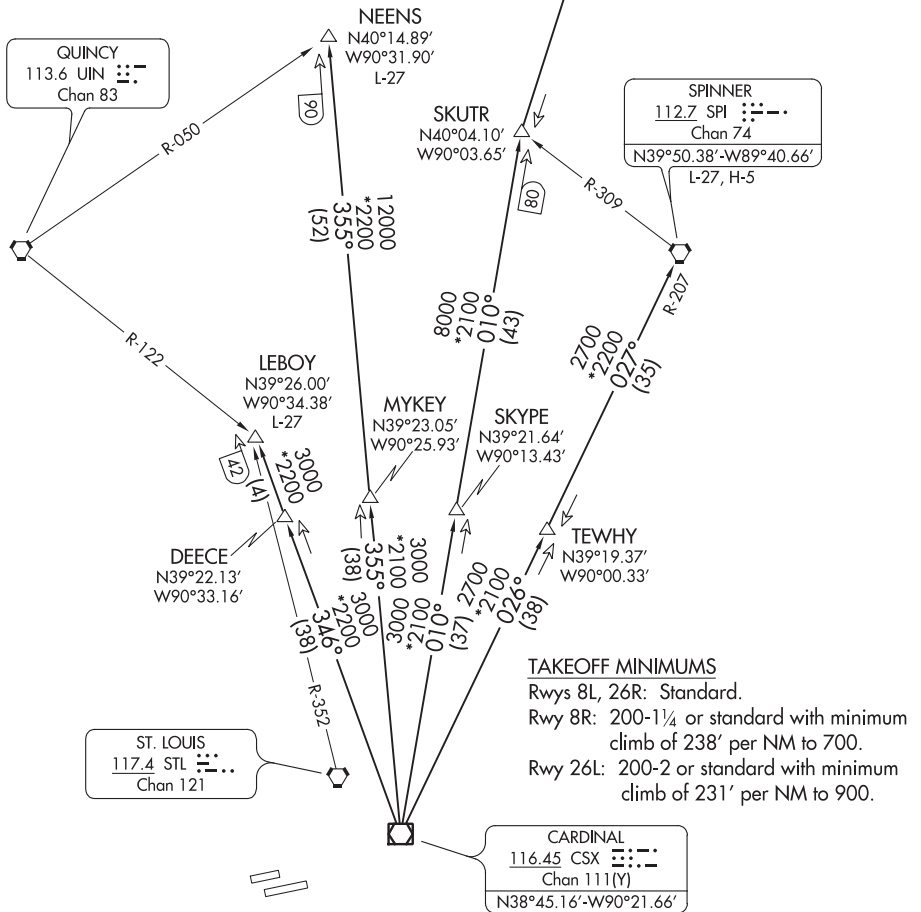 NEENS
N40°14.89'
W90°31.90'
L-27
QUINCY
113.6 UIN
Chan 83
90
R-050
SKUTR
N40°04.10'
W90°03.65'
SPINNER
112.7 SPI
Chan 74
N39°50.38'-W89°40.66'
L-27, H-5
80
R-309
12000
*2200
355°
(52)
R-207
8000
*2100
010°
(43)
2700
*2200
027°
(35)
R-122
LEBOY
N39°26.00'
W90°34.38'
L-27
MYKEY
N39°23.05'
W90°25.93'
SKYPE
N39°21.64'
W90°13.43'
42
(4)
3000
*2200
DEECE
N39°22.13'
W90°33.16'
TEWHY
N39°19.37'
W90°00.33'
3000
*2200
346°
(38)
3000
*2100
355°
(38)
3000
*2100
010°
(37)
2700
*2100
026°
(38)
R-352
TAKEOFF MINIMUMS
Rwys 8L, 26R: Standard.
Rwy 8R: 200-1¼ or standard with minimum
climb of 238' per NM to 700.
Rwy 26L: 200-2 or standard with minimum
climb of 231' per NM to 900.
ST. LOUIS
117.4 STL
Chan 121
CARDINAL
116.45 CSX
Chan 111(Y)
N38°45.16'-W90°21.66'